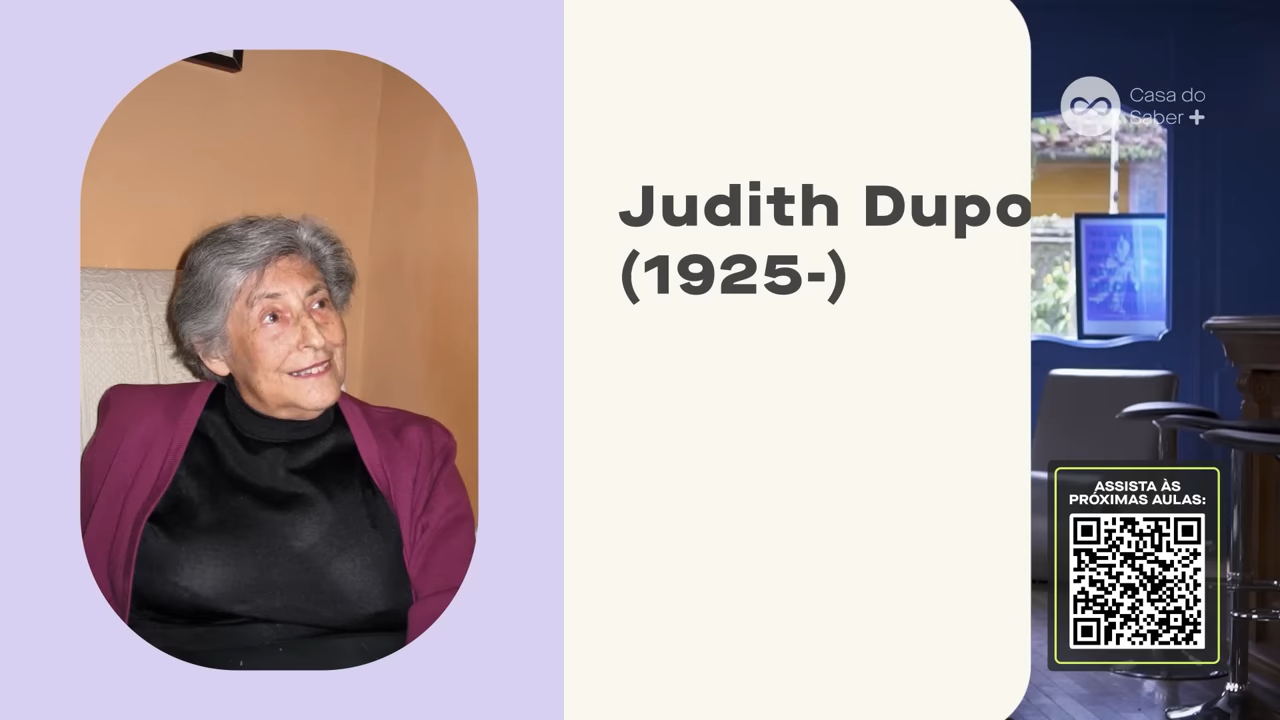 Judith Dupo
(1925-)
Casa do
Saber +
ASSISTA ÀS
PRÓXIMAS AULAS: